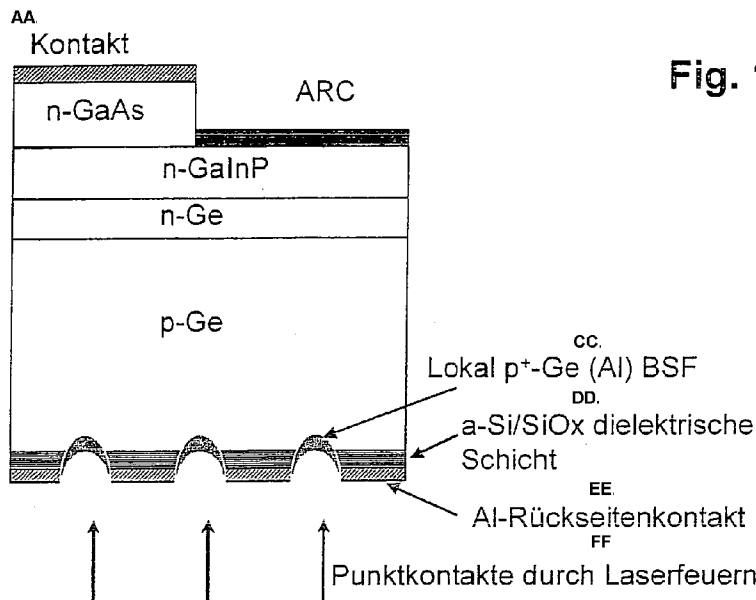 AA.
Kontakt
Fig.
ARC
n-GaAs
n-GaInP
n-Ge
p-Ge
CC.
Lokal p⁺-Ge (Al) BSF
DD.
a-Si/SiOx dielektrische
Schicht
EE.
Al-Rückseitenkontakt
FF
Punktkontakte durch Laserfeuern